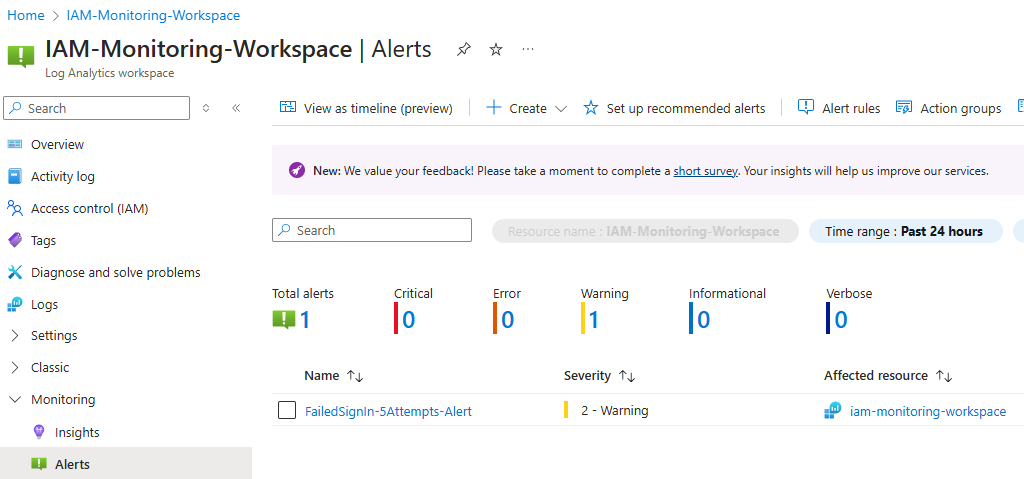 Home > IAM-Monitoring-Workspace
IAM-Monitoring-Workspace | Alerts
Log Analytics workspace
Search
View as timeline (preview) Create Set up recommended alerts Alert rules Action groups
Overview
Activity log
Access control (IAM)
Tags
Diagnose and solve problems
Logs
Settings
Classic
Monitoring
Insights
Alerts
New: We value your feedback! Please take a moment to complete a short survey. Your insights will help us improve our services.
Search Resource name : IAM-Monitoring-Workspace Time range : Past 24 hours
Total alerts Critical Error Warning Informational Verbose
1 0 0 1 0 0
Name Severity Affected resource
FailedSignIn-5Attempts-Alert 2 - Warning iam-monitoring-workspace